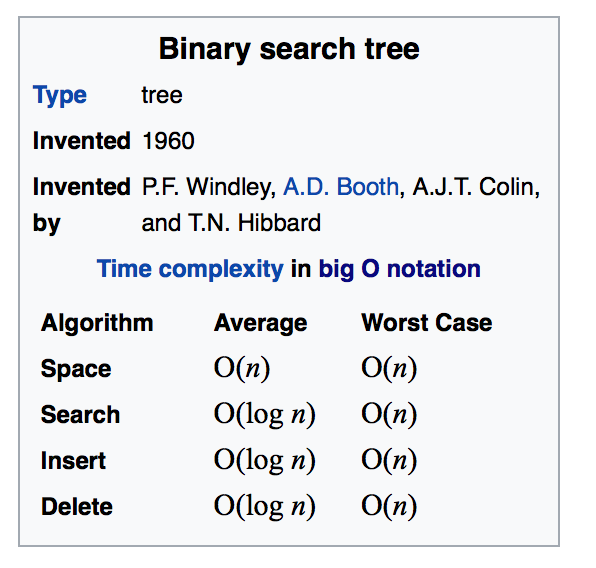 Binary search tree
Type tree
Invented 1960
Invented P.F. Windley, A.D. Booth, A.J.T. Colin,
by and T.N. Hibbard
Time complexity in big O notation
Algorithm Average Worst Case
Space O(n) O(n)
Search O(log n) O(n)
Insert O(log n) O(n)
Delete O(log n) O(n)